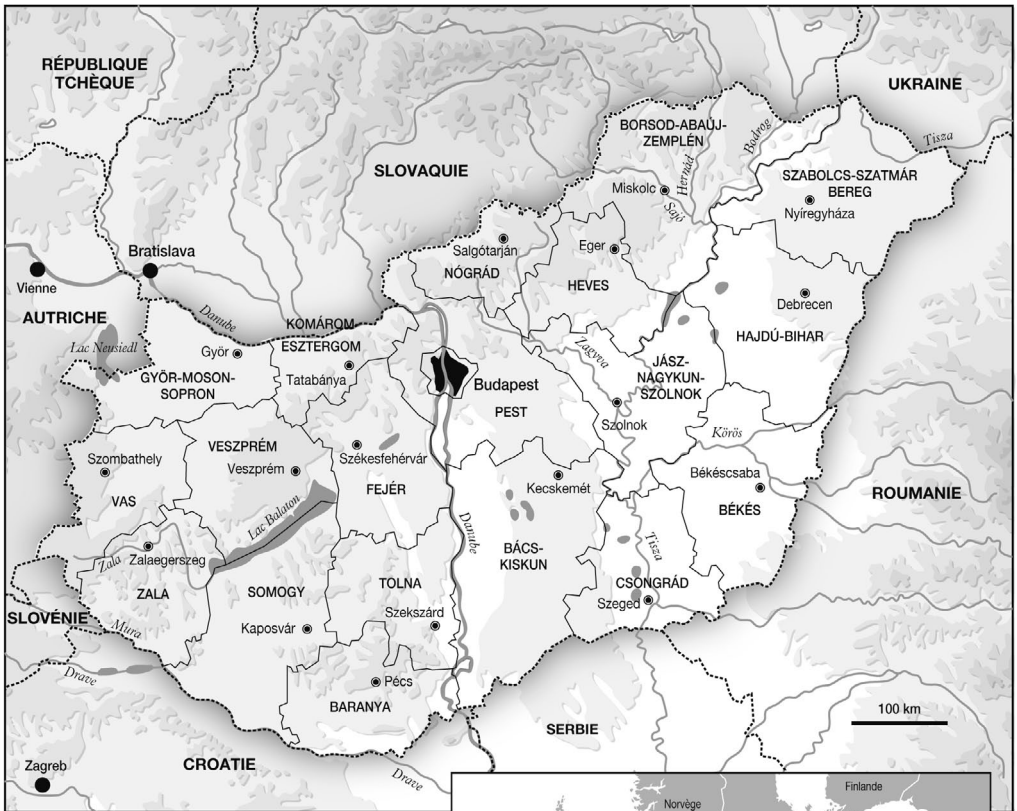 RÉPUBLIQUE
TCHÈQUE
UKRAINE
BORSOD-ABAÚJ-
ZEMPLÉN
Bodrog
Tisza
SLOVAQUIE
Hernád
SZABOLCS-SZATMÁR
BEREG
Miskolc
Sajó
Nyíregyháza
Salgótarján
Eger
Bratislava
NÓGRÁD
Vienne
HEVES
Debrecen
AUTRICHE
Danube
KOMÁROM
ESZTERGOM
HAJDÚ-BIHAR
Lac Neusiedl
Györ
Zagyva
JÁSZ-
NAGYKUN-
SZOLNOK
GYÖR-MOSON-
SOPRON
Tatabánya
Budapest
PEST
Szolnok
Körös
VESZPRÉM
Szombathely
Veszprém
Székesfehérvár
Békéscsaba
VAS
FEJÉR
Kecskemét
ROUMANIE
Lac Balaton
BÉKÉS
Danube
Tisza
Zala
Zalaegerszeg
BÁCS-
KISKUN
ZALA
SOMOGY
TOLNA
CSONGRÁD
SLOVÉNIE
Szekszárd
Szeged
Mura
Kaposvár
Drave
Pécs
BARANYA
100 km
SERBIE
Zagreb
CROATIE
Drave
Finlande
Norvège